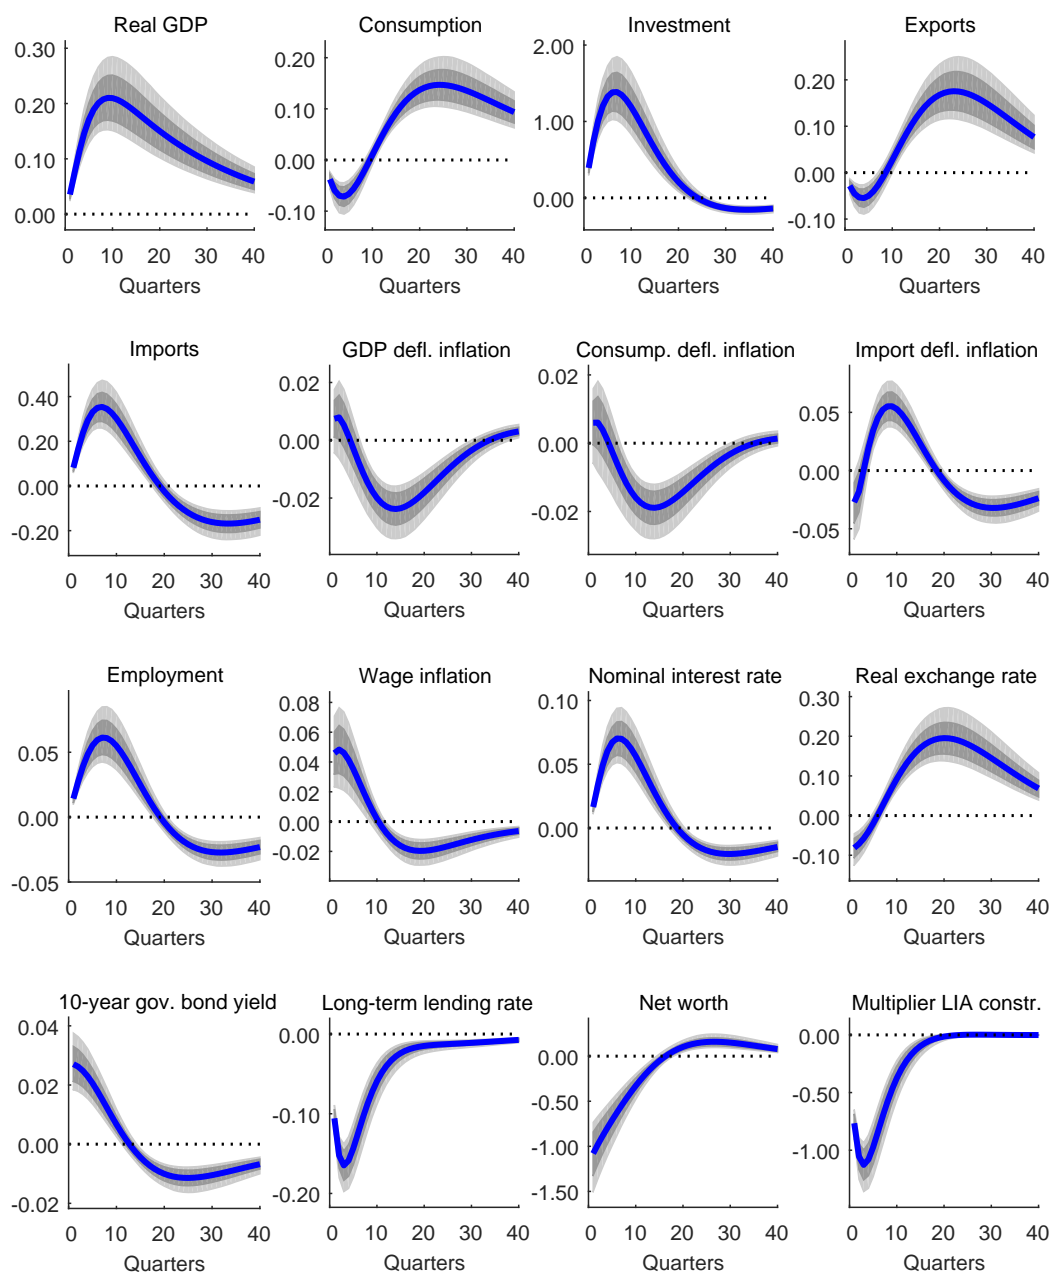 Real GDP Consumption Investment Exports
0.30 0.20 2.00 0.20
0.20 0.10 1.00 0.10
0.10 0.00 0.00 0.00
0.00 -0.10 -0.10
0 10 20 30 40 0 10 20 30 40 0 10 20 30 40 0 10 20 30 40
Quarters Quarters Quarters Quarters
Imports GDP defl. inflation Consump. defl. inflation Import defl. inflation
0.40 0.02 0.02 0.05
0.20 0.00 0.00 0.00
0.00 -0.02 -0.02 -0.05
-0.20
0 10 20 30 40 0 10 20 30 40 0 10 20 30 40 0 10 20 30 40
Quarters Quarters Quarters Quarters
Employment Wage inflation Nominal interest rate Real exchange rate
0.05 0.08 0.10 0.30
0.00 0.06 0.05 0.20
-0.05 0.04 0.00 0.10
0.02 0.00
0.00 -0.10
-0.02
0 10 20 30 40 0 10 20 30 40 0 10 20 30 40 0 10 20 30 40
Quarters Quarters Quarters Quarters
10-year gov. bond yield Long-term lending rate Net worth Multiplier LIA constr.
0.04 0.00 0.00 0.00
0.02 -0.10 -0.50 -0.50
0.00 -0.20 -1.00 -1.00
-0.02 -1.50
0 10 20 30 40 0 10 20 30 40 0 10 20 30 40 0 10 20 30 40
Quarters Quarters Quarters Quarters